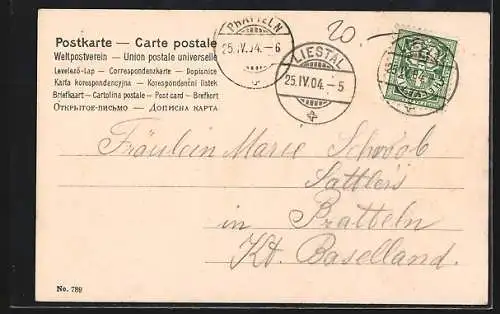 Postkarte — Carte postale
Weltpostverein — Union postale universelle
Levelező-Lap — Correspondenzkarte — Dopisnice
Karta korespondencyjna — Korespondenční lístek
Briefkaart — Cartolina postale — Post card — Brefkort
Открытое-письмо — Дописна карта
PRATTELN
25.IV.04.–6
LIESTAL
25.IV.04.–5
20
Fräulein Marie Schwob
Sattlers
in Pratteln
Kt. Baselland.
No. 789